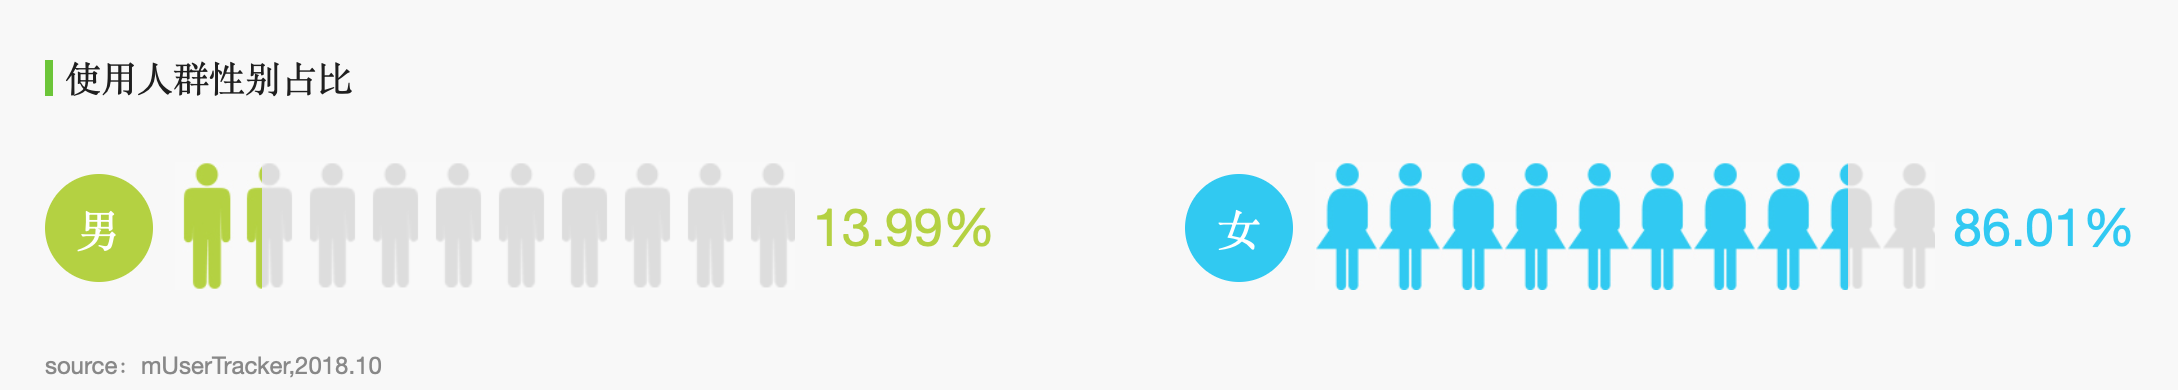 使用人群性别占比
男 13.99% 女 86.01%
source：mUserTracker,2018.10